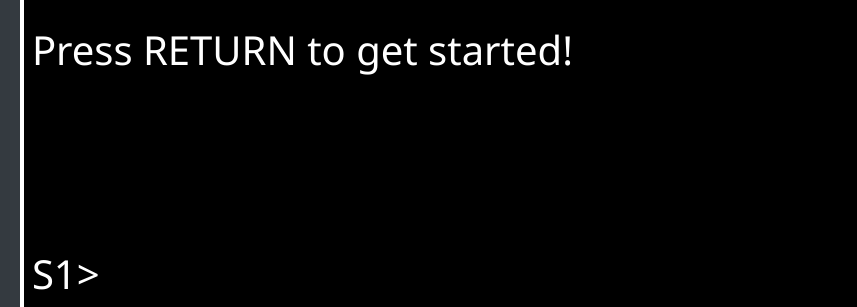 Press RETURN to get started!
S1>